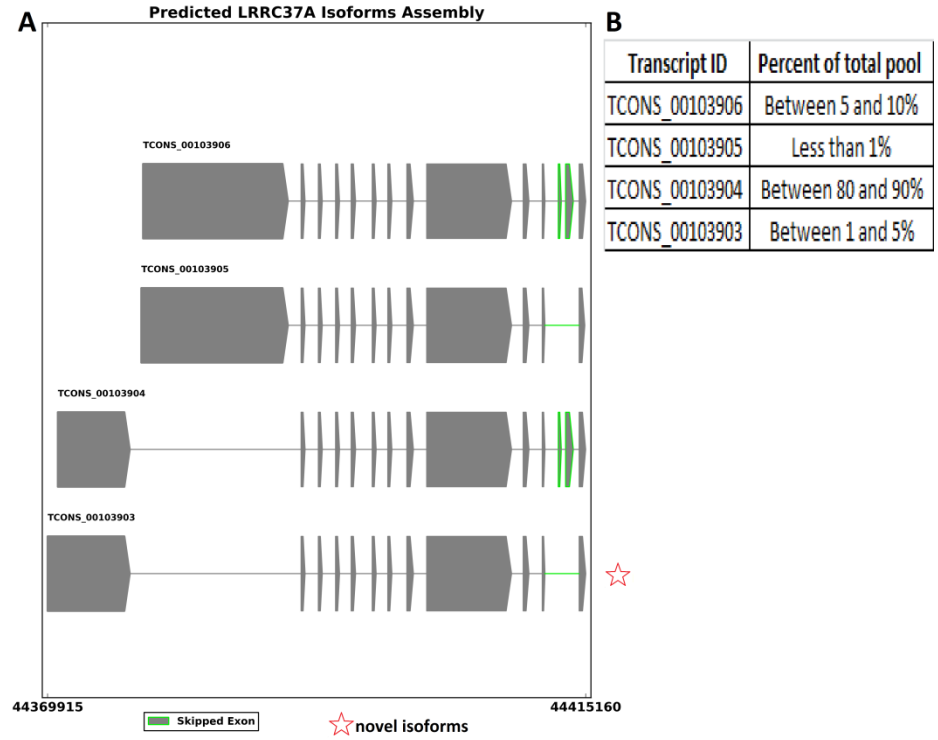 A
Predicted LRRC37A Isoforms Assembly
TCONS_00103906
TCONS_00103905
TCONS_00103904
TCONS_00103903
44369915
44415160
Skipped Exon
novel isoforms
B
Transcript ID Percent of total pool
TCONS_00103906 Between 5 and 10%
TCONS_00103905 Less than 1%
TCONS_00103904 Between 80 and 90%
TCONS_00103903 Between 1 and 5%